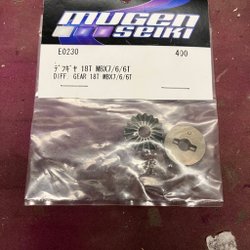 MUGEN
SEIKI
E0230 400
デフギヤ 18T MBX7/6/6T
DIFF. GEAR 18T MBX7/6/6T